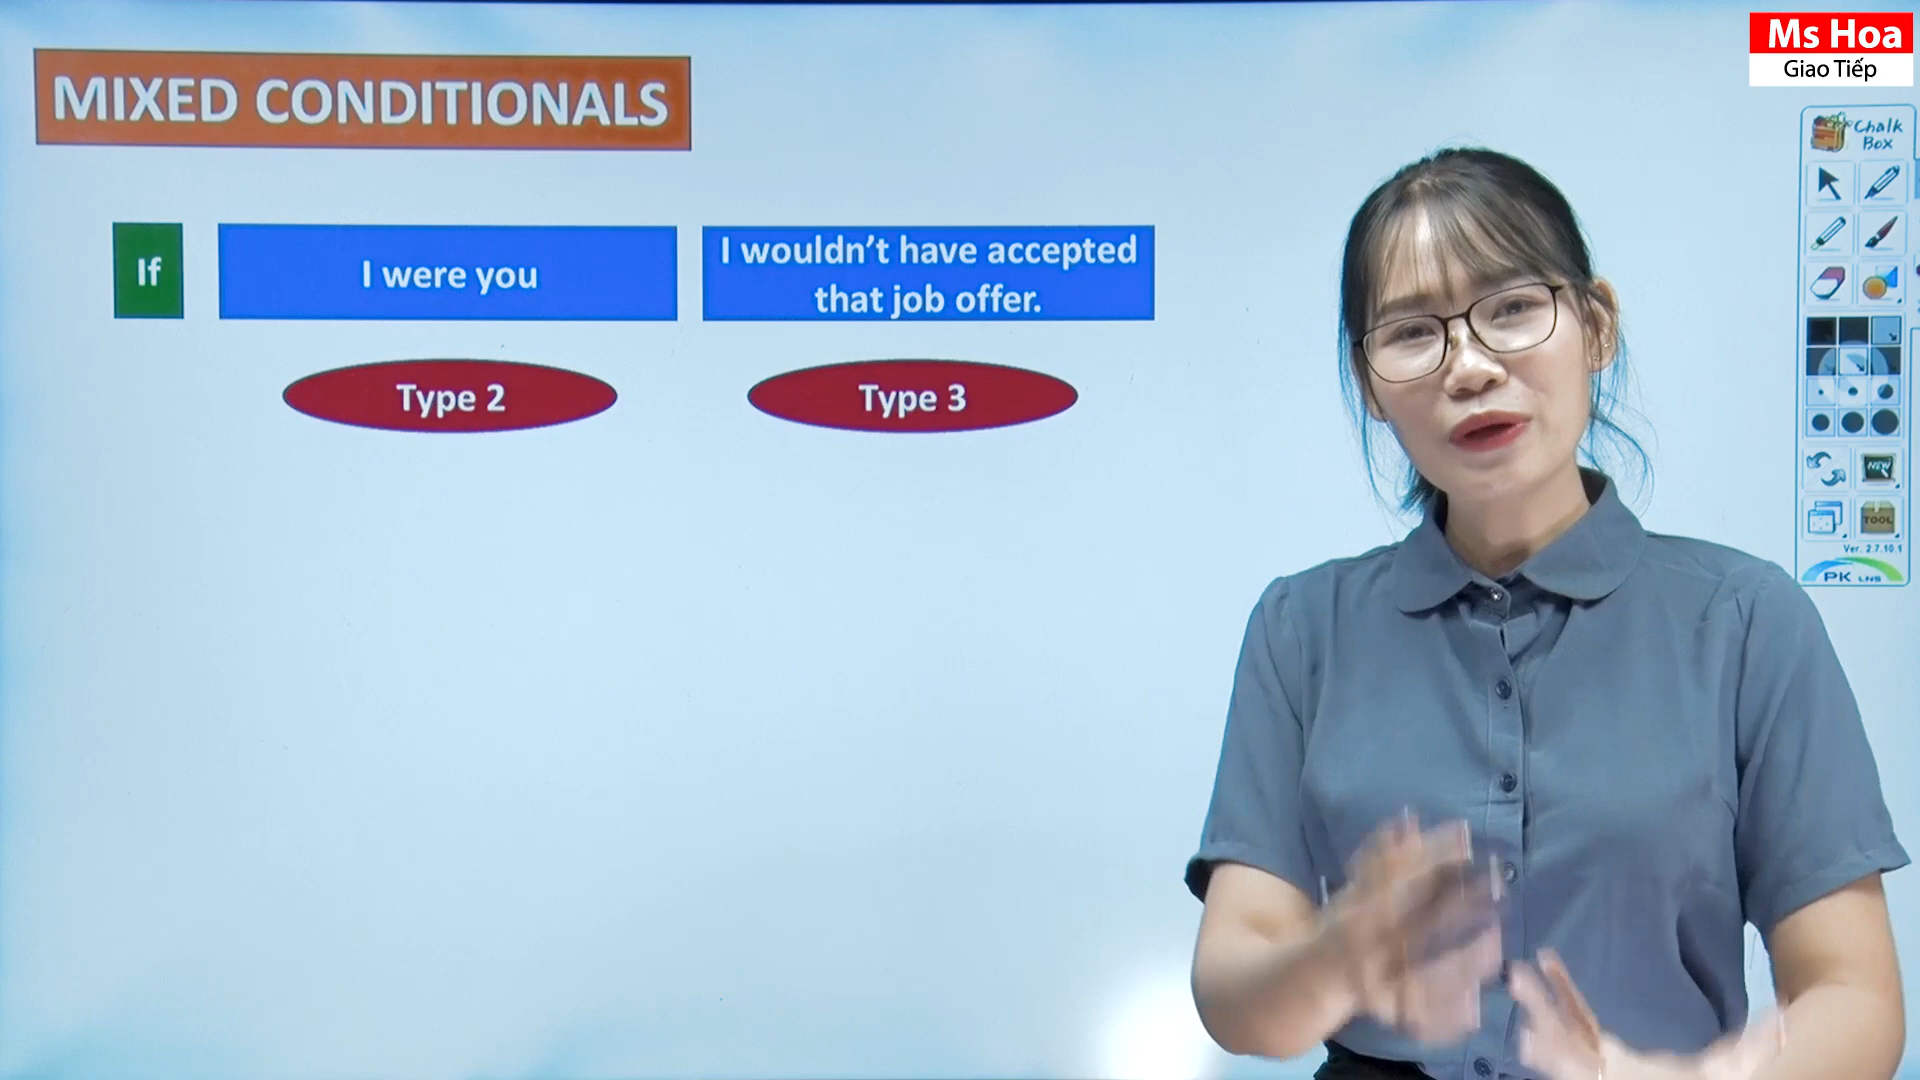 Ms Hoa
Giao Tiếp
MIXED CONDITIONALS
Chalk
Box
If
I were you
I wouldn’t have accepted
that job offer.
Type 2
Type 3
NEW
TOOL
Ver. 2.7.10.1
PK LNS